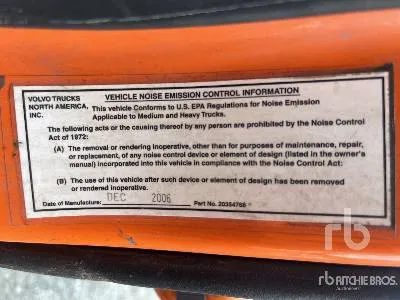 VOLVO TRUCKS
NORTH AMERICA,
INC.
VEHICLE NOISE EMISSION CONTROL INFORMATION
This vehicle Conforms to U.S. EPA Regulations for Noise Emission
Applicable to Medium and Heavy Trucks.
The following acts or the causing thereof by any person are prohibited by the Noise Control
Act of 1972:
(A) The removal or rendering inoperative, other than for purposes of maintenance, repair,
or replacement, of any noise control device or element of design (listed in the owner's
manual) incorporated into this vehicle in compliance with the Noise Control Act:
(B) The use of this vehicle after such device or element of design has been removed
or rendered inoperative.
Date of Manufacture: DEC 2006 Part No. 20354768
rb
rb RITCHIE BROS.
Auctioneers